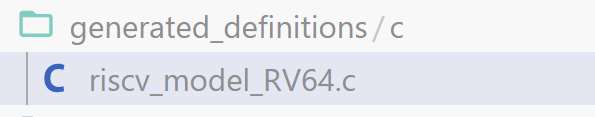 generated_definitions/c
C riscv_model_RV64.c